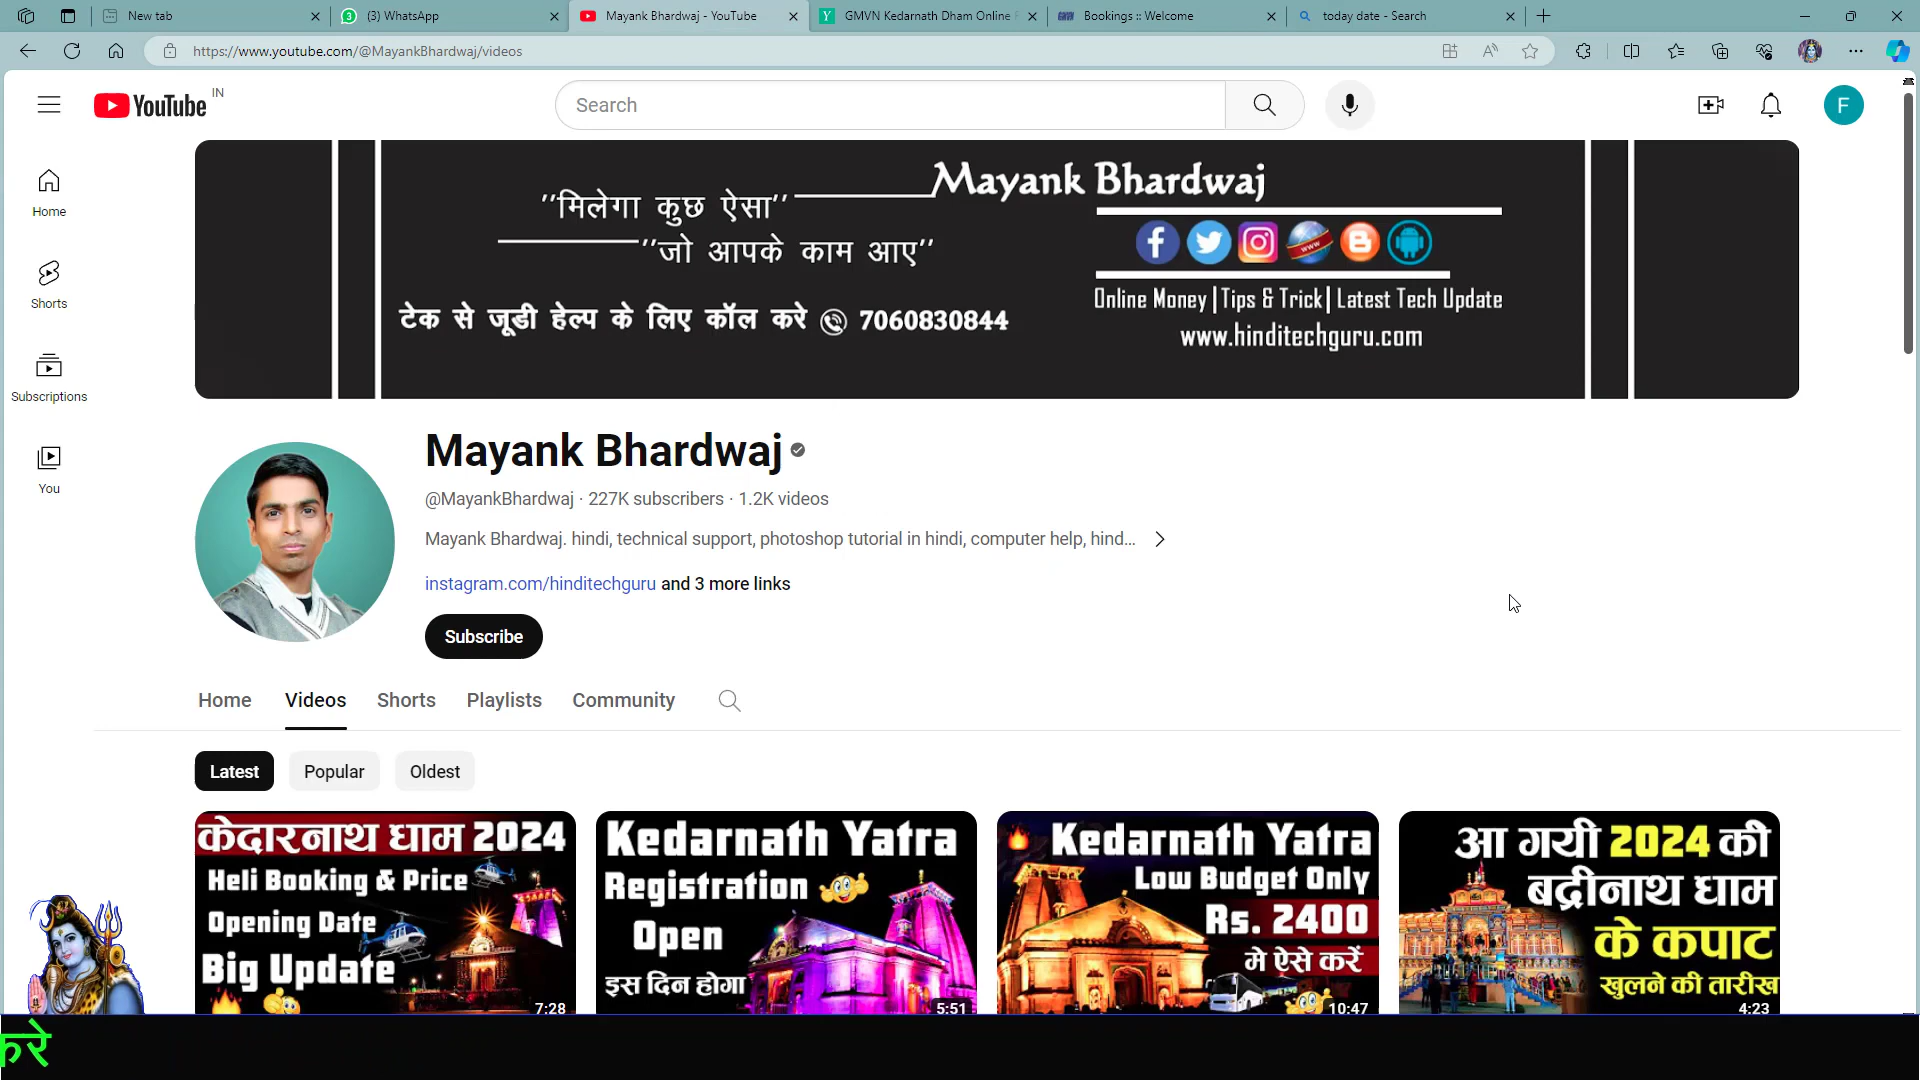 New tab
(3) WhatsApp
Mayank Bhardwaj - YouTube
GMVN Kedarnath Dham Online
Bookings :: Welcome
today date - Search
https://www.youtube.com/@MayankBhardwaj/videos
YouTube IN
Search
F
Home
Shorts
Subscriptions
You
Mayank Bhardwaj
''मिलेगा कुछ ऐसा''
''जो आपके काम आए''
टेक से जूडी हेल्प के लिए कॉल करे 7060830844
Online Money | Tips & Trick | Latest Tech Update
www.hinditechguru.com
Mayank Bhardwaj
@MayankBhardwaj · 227K subscribers · 1.2K videos
Mayank Bhardwaj. hindi, technical support, photoshop tutorial in hindi, computer help, hind...
instagram.com/hinditechguru and 3 more links
Subscribe
Home Videos Shorts Playlists Community
Latest Popular Oldest
केदारनाथ धाम 2024
Heli Booking & Price
Opening Date
Big Update
7:28
Kedarnath Yatra
Registration
Open
इस दिन होगा
5:51
Kedarnath Yatra
Low Budget Only
Rs. 2400
मे ऐसे करें
10:47
आ गयी 2024 की
बद्रीनाथ धाम
के कपाट
खुलने की तारीख
4:23
करे